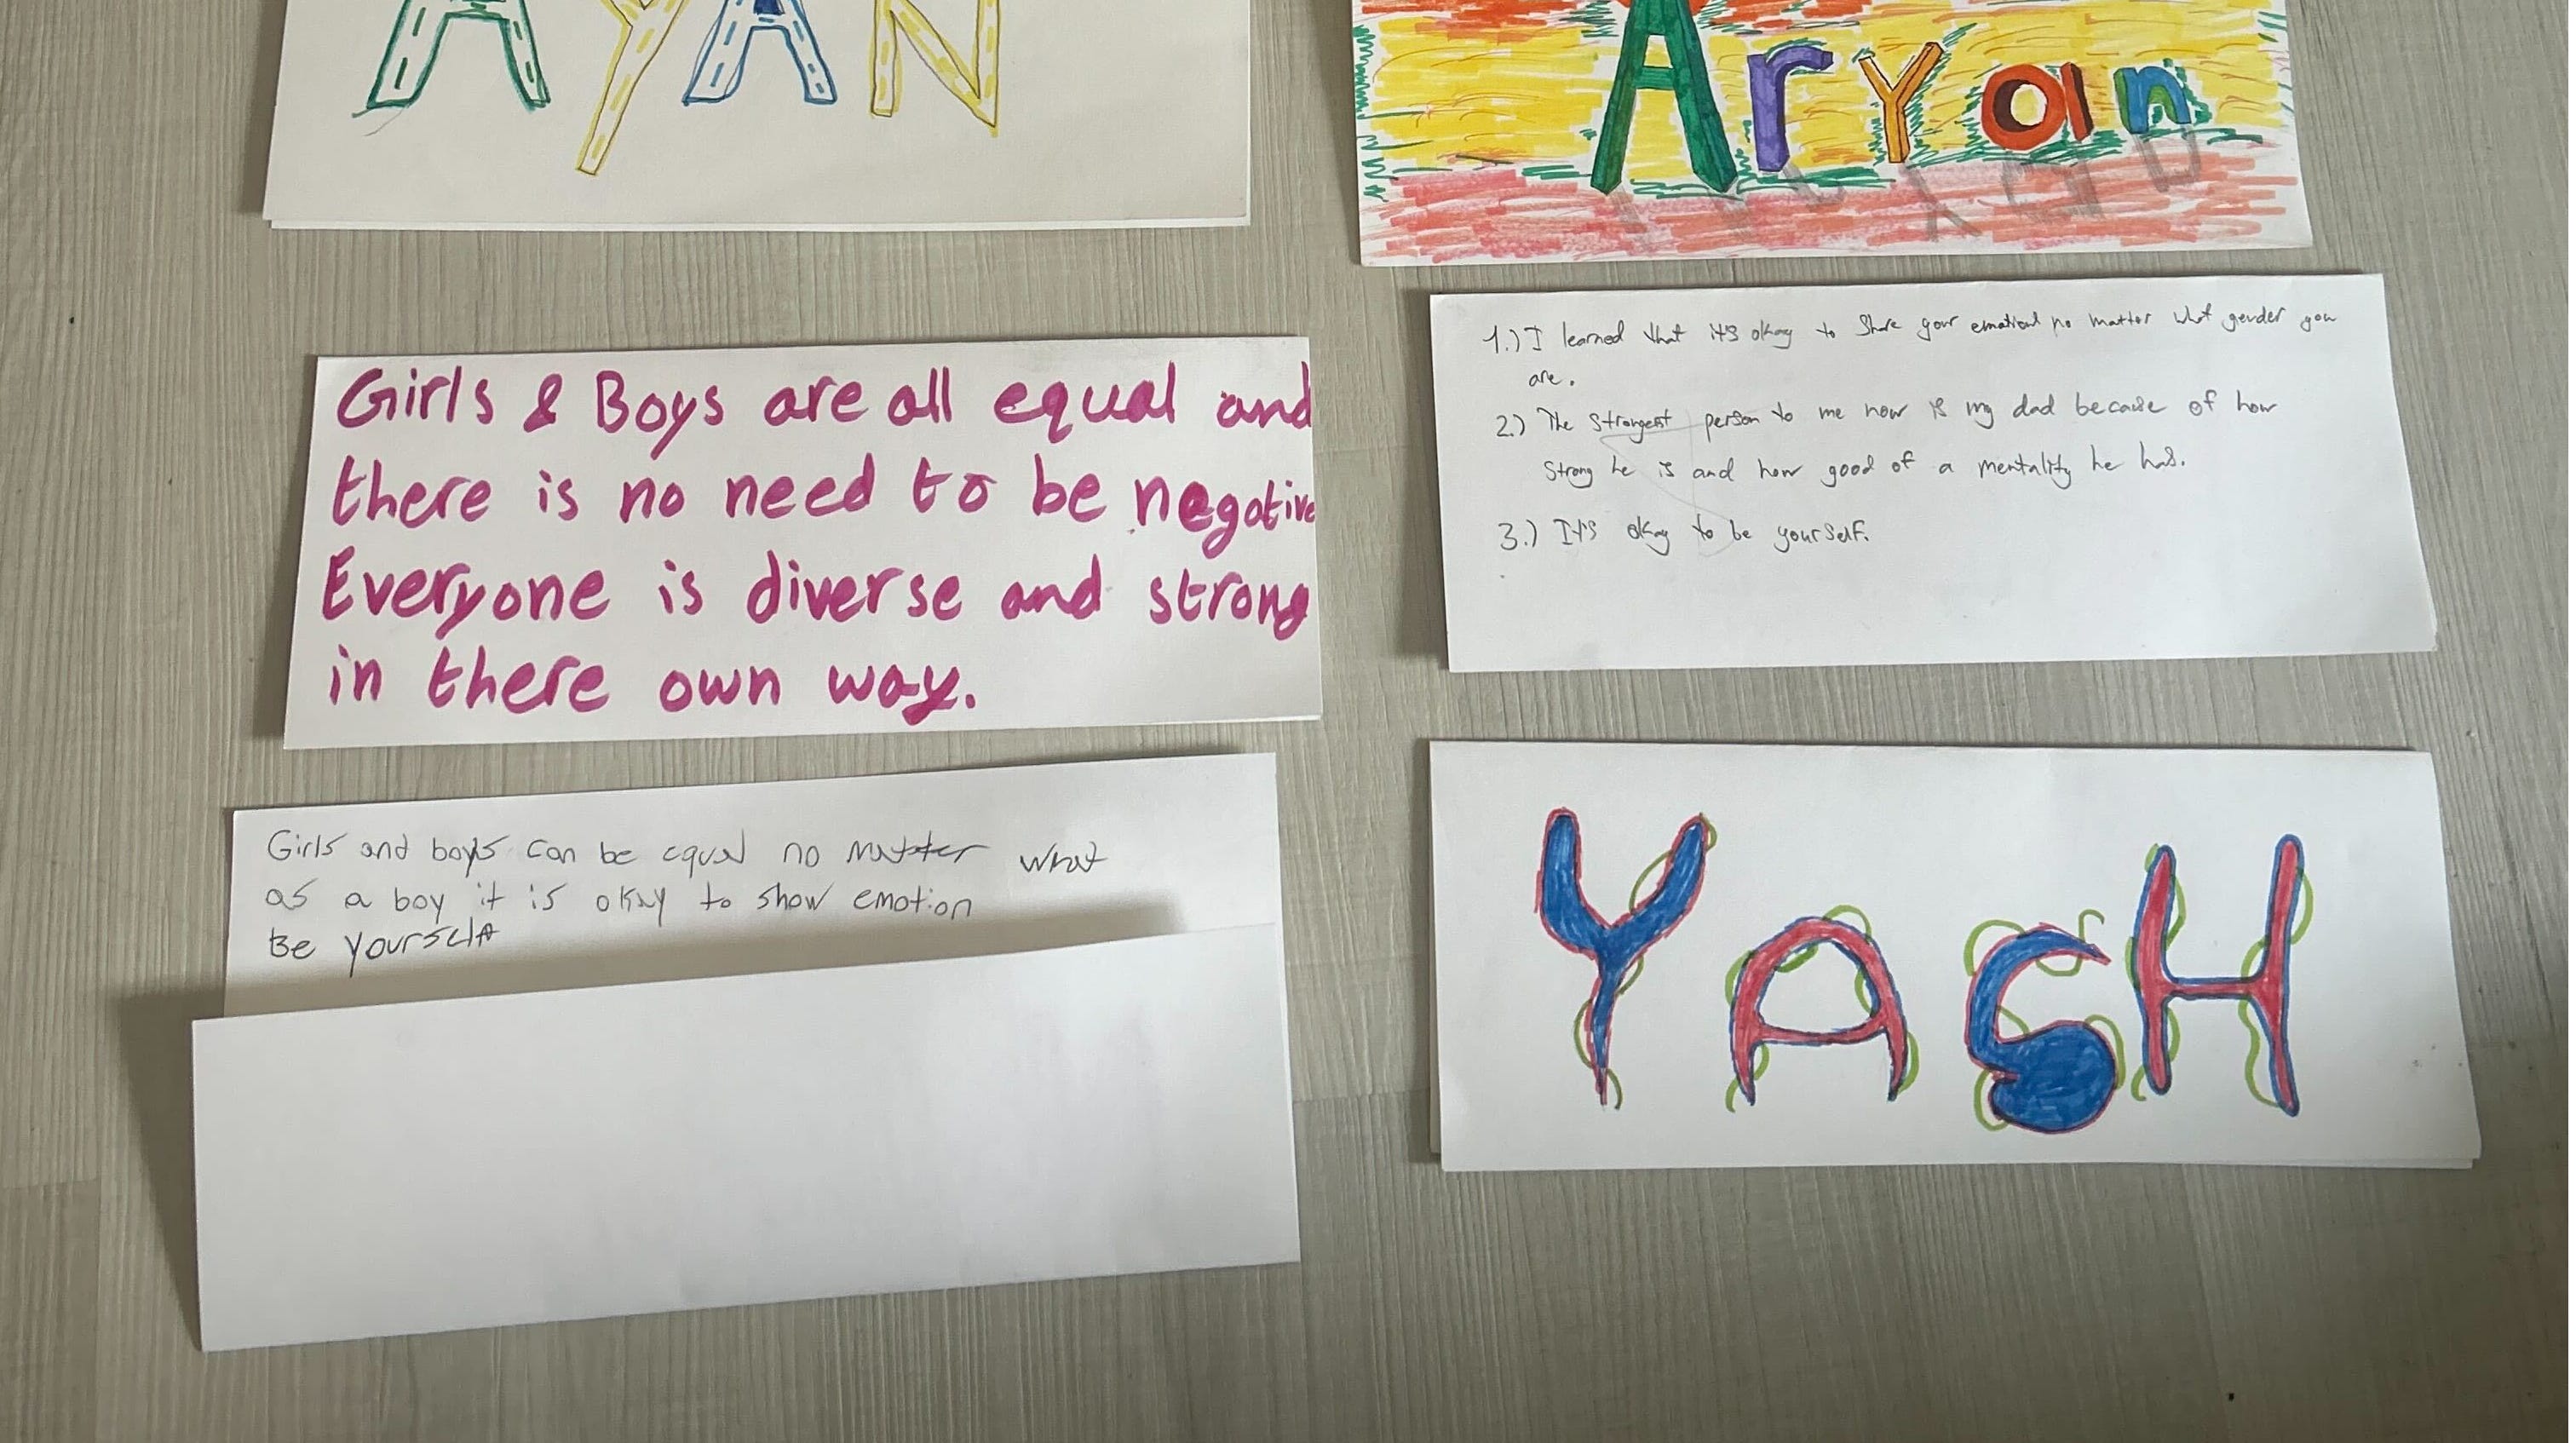 AYAN
Aryan
Girls & Boys are all equal and
there is no need to be negative
Everyone is diverse and strong
in there own way.
1.) I learned that it's okay to share your emotional no matter what gender you
are.
2.) The strongest person to me now is my dad because of how
strong he is and how good of a mentality he has.
3.) It's okay to be yourself.
Girls and boys can be equal no matter what
as a boy it is okay to show emotion
Be yourself
YASH